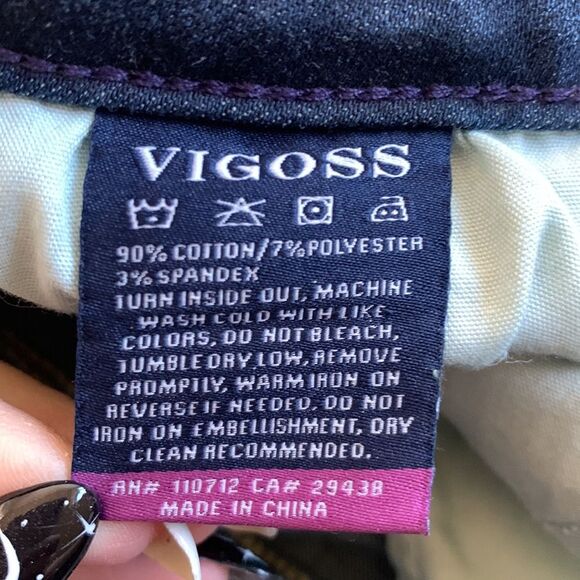 VIGOSS
90% COTTON/7%POLYESTER
3% SPANDEX
TURN INSIDE OUT, MACHINE
WASH COLD WITH LIKE
COLORS, DO NOT BLEACH,
TUMBLE DRY LOW, REMOVE
PROMPTLY, WARM IRON ON
REVERSE IF NEEDED. DO NOT
IRON ON EMBELLISHMENT, DRY
CLEAN RECOMMENDED.
RN# 110712 CA# 29438
MADE IN CHINA